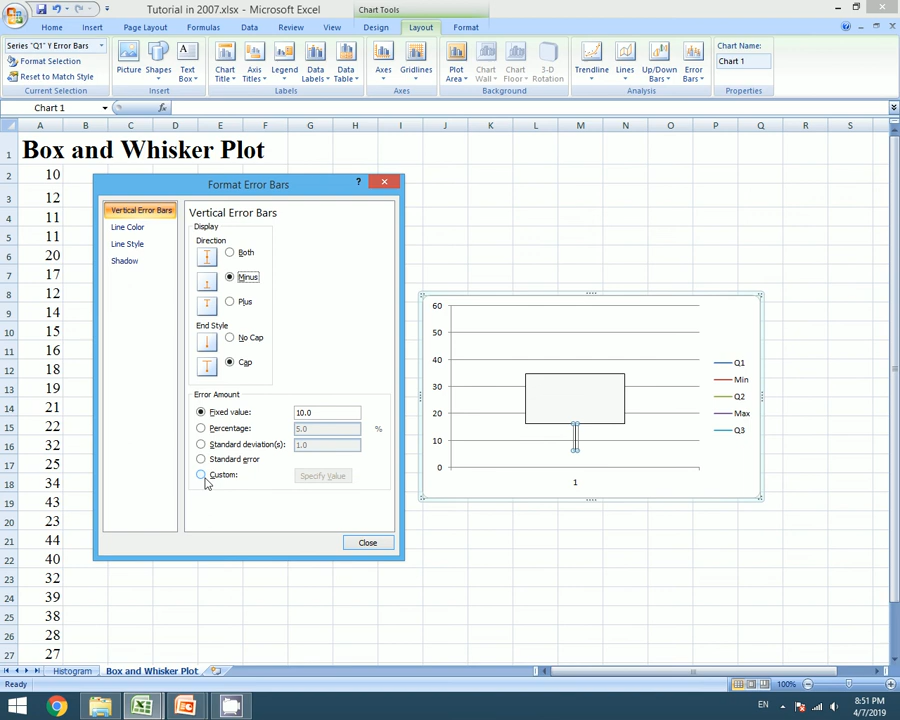 Tutorial in 2007.xlsx - Microsoft Excel
Chart Tools
Home Insert Page Layout Formulas Data Review View Design Layout Format
Series "Q1" Y Error Bars
Format Selection
Reset to Match Style
Current Selection
Picture Shapes Text Box
Insert
Chart Title Axis Titles Legend Data Labels Data Table
Labels
Axes Gridlines
Axes
Plot Area Chart Wall Chart Floor 3-D Rotation
Background
Trendline Lines Up/Down Bars Error Bars
Analysis
Chart Name:
Chart 1
Properties
Chart 1
fx
A B C D E F G H I J K L M N O P Q R S
1 Box and Whisker Plot
2 10
3 12
4 11
5 11
6 20
7 17
8 12
9 14
10 15
11 16
12 18
13 19
14 21
15 22
16 32
17 25
18 34
19 43
20 23
21 44
22 40
23 32
24 39
25 38
26 28
27 27
Format Error Bars
?
Vertical Error Bars
Line Color
Line Style
Shadow
Vertical Error Bars
Display
Direction
Both
Minus
Plus
End Style
No Cap
Cap
Error Amount
Fixed value: 10.0
Percentage: 5.0 %
Standard deviation(s): 1.0
Standard error
Custom: Specify Value
Close
60
50
40
30
20
10
0
1
Q1
Min
Q2
Max
Q3
Histogram Box and Whisker Plot
Ready
100%
EN
8:51 PM
4/7/2019